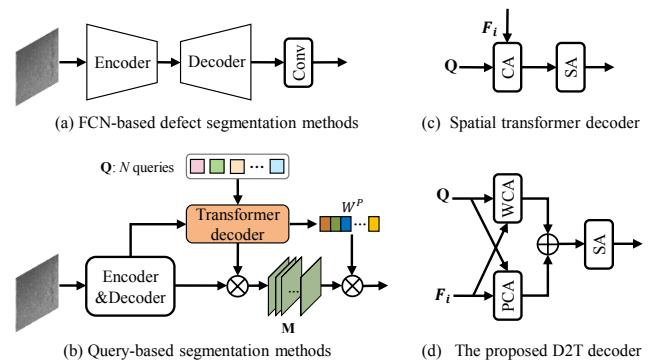 Encoder
Decoder
Conv
(a) FCN-based defect segmentation methods
F_i
Q
CA
SA
(c) Spatial transformer decoder
Q: N queries
...
Transformer
decoder
W^P
...
Encoder
&Decoder
...
M
(b) Query-based segmentation methods
Q
WCA
F_i
PCA
SA
(d) The proposed D2T decoder